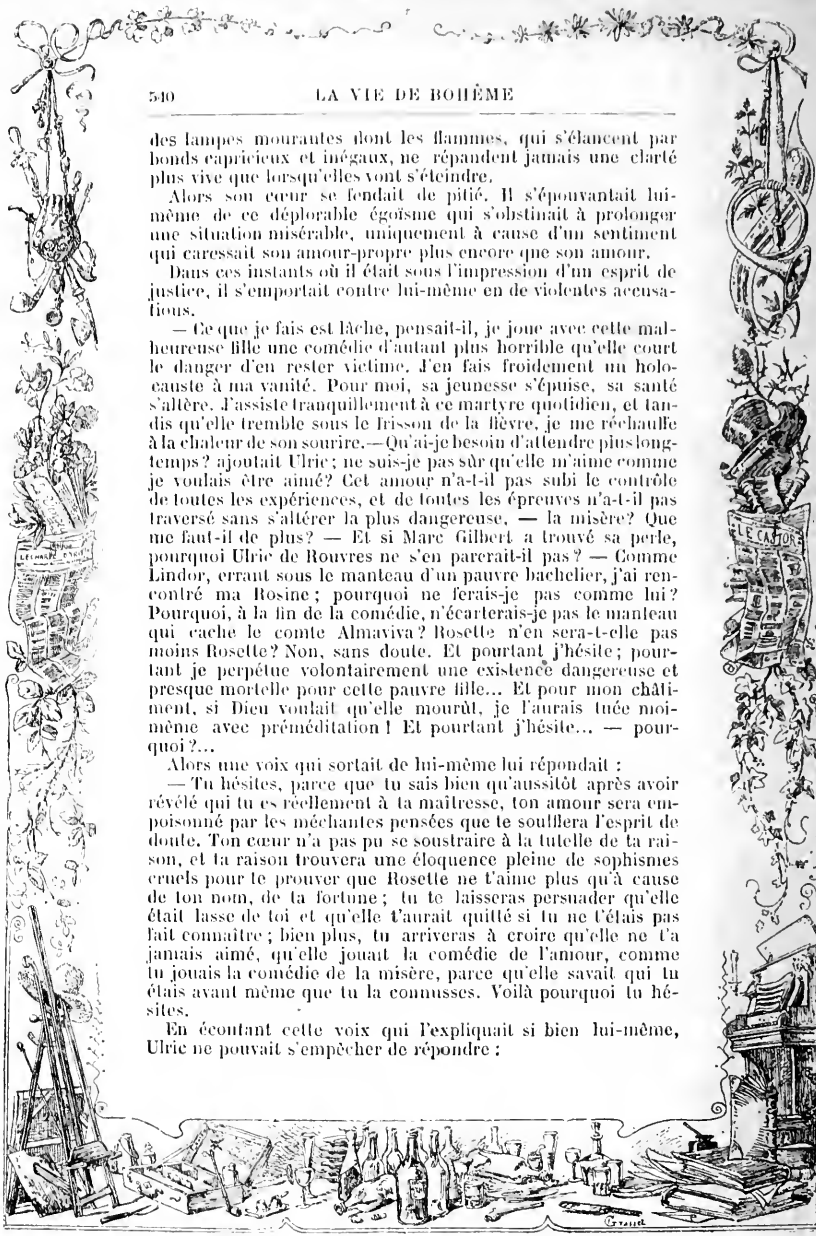 540 LA VIE DE BOHÊME
des lampes mourantes dont les flammes, qui s'élancent par
bonds capricieux et inégaux, ne répandent jamais une clarté
plus vive que lorsqu'elles vont s'éteindre.
Alors son cœur se fendait de pitié. Il s'épouvantait lui-
même de ce déplorable égoïsme qui s'obstinait à prolonger
une situation misérable, uniquement à cause d'un sentiment
qui caressait son amour-propre plus encore que son amour.
Dans ces instants où il était sous l'impression d'un esprit de
justice, il s'emportait contre lui-même en de violentes accusa-
tions.
— Ce que je fais est lâche, pensait-il, je joue avec cette mal-
heureuse fille une comédie d'autant plus horrible qu'elle court
le danger d'en rester victime. J'en fais froidement un holo-
causte à ma vanité. Pour moi, sa jeunesse s'épuise, sa santé
s'altère. J'assiste tranquillement à ce martyre quotidien, et tan-
dis qu'elle tremble sous le frisson de la fièvre, je me réchauffe
à la chaleur de son sourire. — Qu'ai-je besoin d'attendre plus long-
temps ? ajoutait Ulric ; ne suis-je pas sûr qu'elle m'aime comme
je voulais être aimé ? Cet amour n'a-t-il pas subi le contrôle
de toutes les expériences, et de toutes les épreuves n'a-t-il pas
traversé sans s'altérer la plus dangereuse, — la misère ? Que
me faut-il de plus ? — Et si Marc Gilbert a trouvé sa perle,
pourquoi Ulric de Rouvres ne s'en parerait-il pas ? — Comme
Lindor, errant sous le manteau d'un pauvre bachelier, j'ai ren-
contré ma Rosine ; pourquoi ne ferais-je pas comme lui ?
Pourquoi, à la fin de la comédie, n'écarterais-je pas le manteau
qui cache le comte Almaviva ? Rosette n'en sera-t-elle pas
moins Rosette ? Non, sans doute. Et pourtant j'hésite ; pour-
tant je perpétue volontairement une existence dangereuse et
presque mortelle pour cette pauvre fille... Et pour mon châti-
ment, si Dieu voulait qu'elle mourût, je l'aurais tuée moi-
même avec préméditation ! Et pourtant j'hésite... — pour-
quoi ?...
Alors une voix qui sortait de lui-même lui répondait :
— Tu hésites, parce que tu sais bien qu'aussitôt après avoir
révélé qui tu es réellement à ta maîtresse, ton amour sera em-
poisonné par les méchantes pensées que te soufflera l'esprit de
doute. Ton cœur n'a pas pu se soustraire à la tutelle de ta rai-
son, et ta raison trouvera une éloquence pleine de sophismes
cruels pour te prouver que Rosette ne t'aime plus qu'à cause
de ton nom, de ta fortune ; tu te laisseras persuader qu'elle
était lasse de toi et qu'elle t'aurait quitté si tu ne t'étais pas
fait connaître ; bien plus, tu arriveras à croire qu'elle ne t'a
jamais aimé, qu'elle jouait la comédie de l'amour, comme
tu jouais la comédie de la misère, parce qu'elle savait qui tu
étais avant même que tu la connusses. Voilà pourquoi tu hé-
sites.
En écoutant cette voix qui l'expliquait si bien lui-même,
Ulric ne pouvait s'empêcher de répondre :
LE CASTOR
Grasset